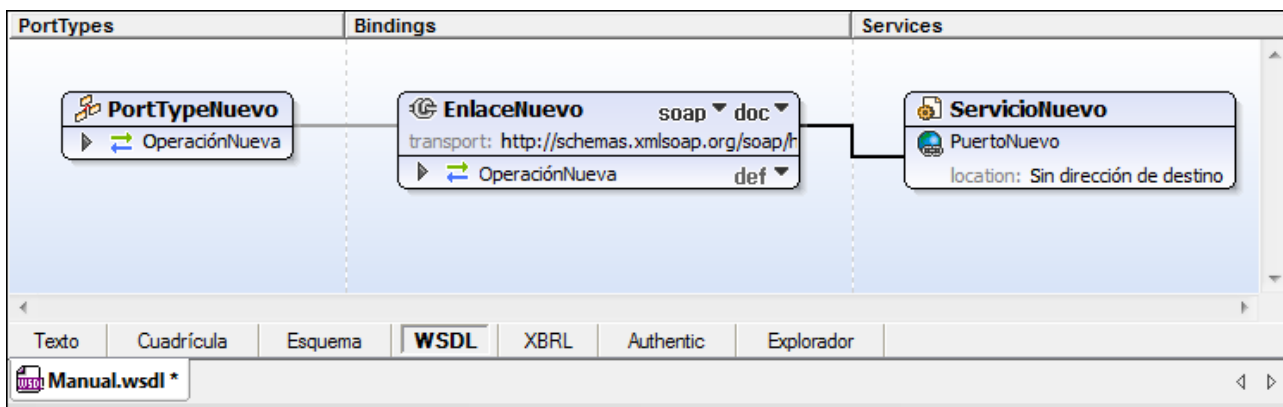 PortTypes Bindings Services
PortTypeNuevo EnlaceNuevo soap doc ServicioNuevo
OperaciónNueva transport: http://schemas.xmlsoap.org/soap/h PuertoNuevo
OperaciónNueva def location: Sin dirección de destino
Texto Cuadrícula Esquema WSDL XBRL Authentic Explorador
Manual.wsdl *